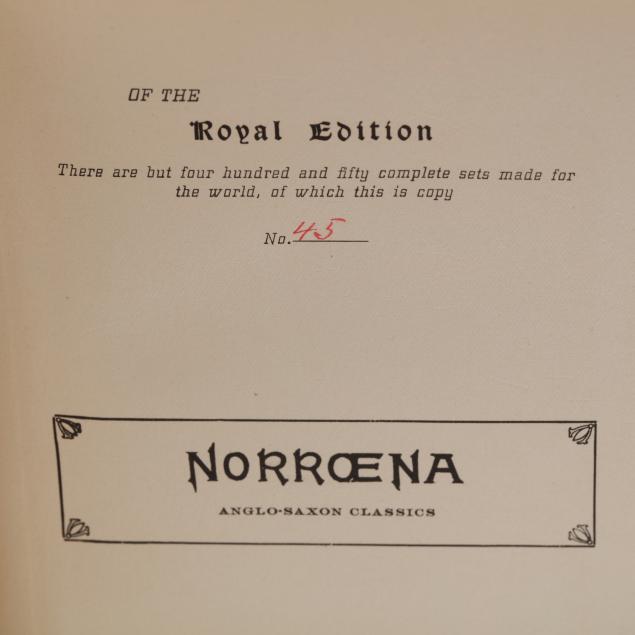 OF THE
Royal Edition
There are but four hundred and fifty complete sets made for
the world, of which this is copy
No. 45
NORRŒNA
ANGLO-SAXON CLASSICS